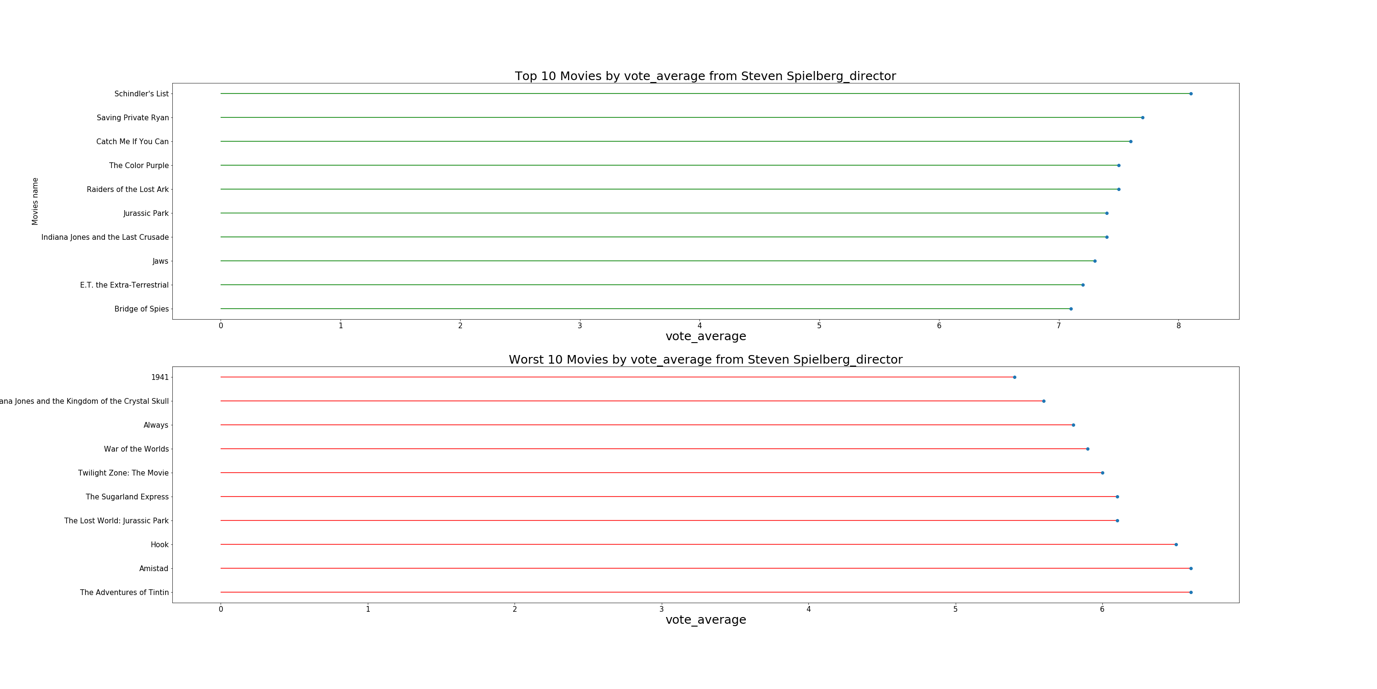 Top 10 Movies by vote_average from Steven Spielberg_director
Movies name
Schindler's List
Saving Private Ryan
Catch Me If You Can
The Color Purple
Raiders of the Lost Ark
Jurassic Park
Indiana Jones and the Last Crusade
Jaws
E.T. the Extra-Terrestrial
Bridge of Spies
0 1 2 3 4 5 6 7 8
vote_average
Worst 10 Movies by vote_average from Steven Spielberg_director
1941
ana Jones and the Kingdom of the Crystal Skull
Always
War of the Worlds
Twilight Zone: The Movie
The Sugarland Express
The Lost World: Jurassic Park
Hook
Amistad
The Adventures of Tintin
0 1 2 3 4 5 6
vote_average